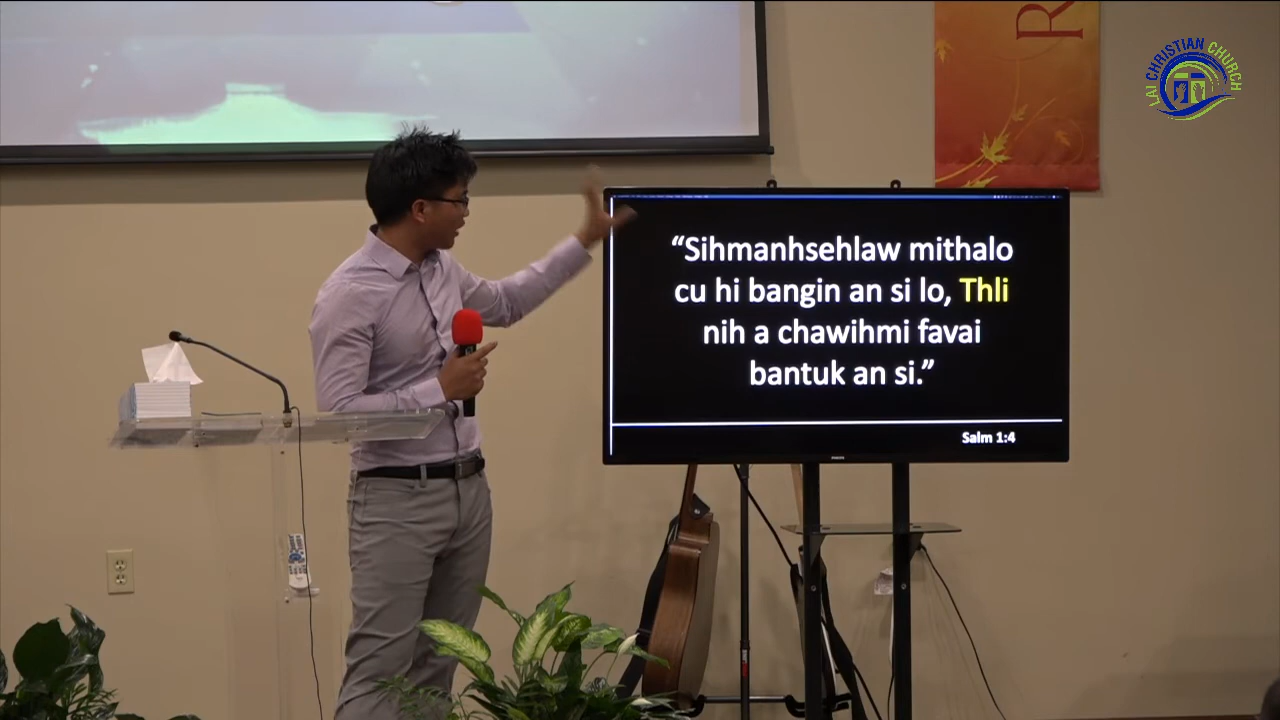 LAI CHRISTIAN CHURCH
R
“Sihmanhsehlaw mithalo
cu hi bangin an si lo, Thli
nih a chawihmi favai
bantuk an si.”
Salm 1:4